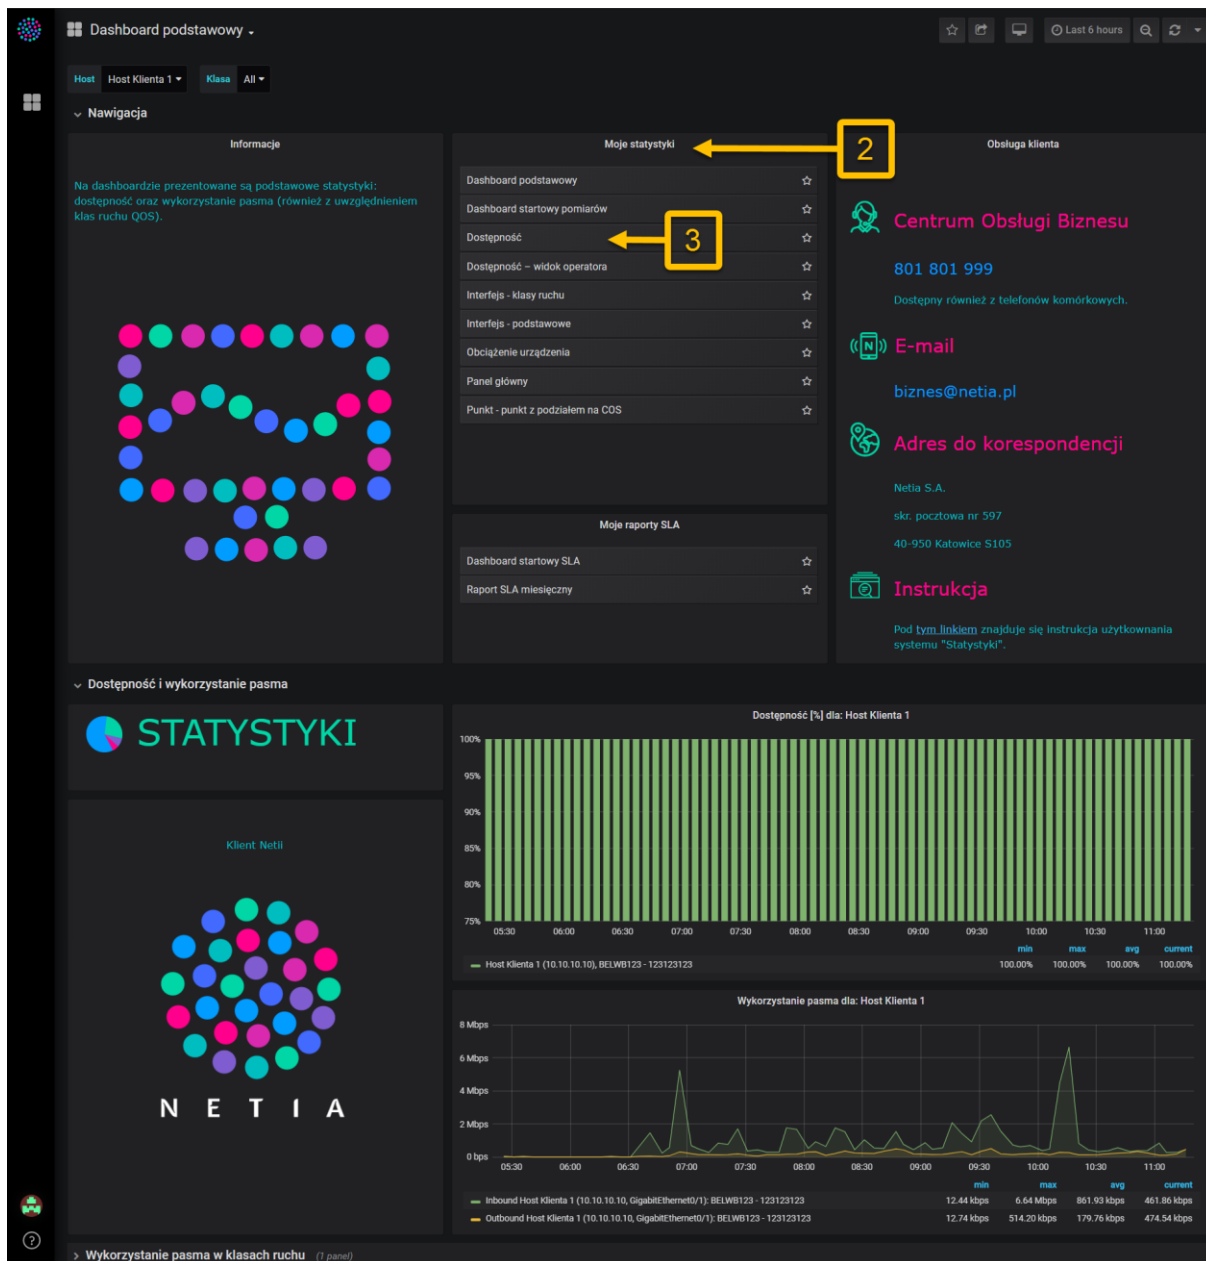 Dashboard podstawowy
Last 6 hours
Host Host Klienta 1 Klasa All
Nawigacja
Informacje
Na dashboardzie prezentowane są podstawowe statystyki:
dostępność oraz wykorzystanie pasma (również z uwzględnieniem
klas ruchu QOS).
Moje statystyki
2
Dashboard podstawowy
Dashboard startowy pomiarów
Dostępność
3
Dostępność – widok operatora
Interfejs - klasy ruchu
Interfejs - podstawowe
Obciążenie urządzenia
Panel główny
Punkt - punkt z podziałem na COS
Moje raporty SLA
Dashboard startowy SLA
Raport SLA miesięczny
Obsługa klienta
Centrum Obsługi Biznesu
801 801 999
Dostępny również z telefonów komórkowych.
N
E-mail
biznes@netia.pl
Adres do korespondencji
Netia S.A.
skr. pocztowa nr 597
40-950 Katowice S105
Instrukcja
Pod tym linkiem znajduje się instrukcja użytkownania
systemu "Statystyki".
Dostępność i wykorzystanie pasma
STATYSTYKI
Klient Netii
NETIA
Dostępność [%] dla: Host Klienta 1
100%
95%
90%
85%
80%
75%
05:30 06:00 06:30 07:00 07:30 08:00 08:30 09:00 09:30 10:00 10:30 11:00
min max avg current
Host Klienta 1 (10.10.10.10), BELWB123 - 123123123 100.00% 100.00% 100.00% 100.00%
Wykorzystanie pasma dla: Host Klienta 1
8 Mbps
6 Mbps
4 Mbps
2 Mbps
0 bps
05:30 06:00 06:30 07:00 07:30 08:00 08:30 09:00 09:30 10:00 10:30 11:00
min max avg current
Inbound Host Klienta 1 (10.10.10.10, GigabitEthernet0/1): BELWB123 - 123123123 12.44 kbps 6.64 Mbps 861.93 kbps 461.86 kbps
Outbound Host Klienta 1 (10.10.10.10, GigabitEthernet0/1): BELWB123 - 123123123 12.74 kbps 514.20 kbps 179.76 kbps 474.54 kbps
Wykorzystanie pasma w klasach ruchu (1 panel)